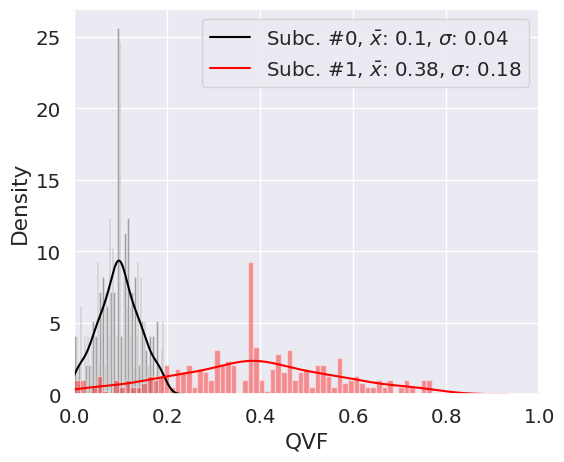 Subc. #0, x̄: 0.1, σ: 0.04
Subc. #1, x̄: 0.38, σ: 0.18
Density
25
20
15
10
5
0
0.0 0.2 0.4 0.6 0.8 1.0
QVF